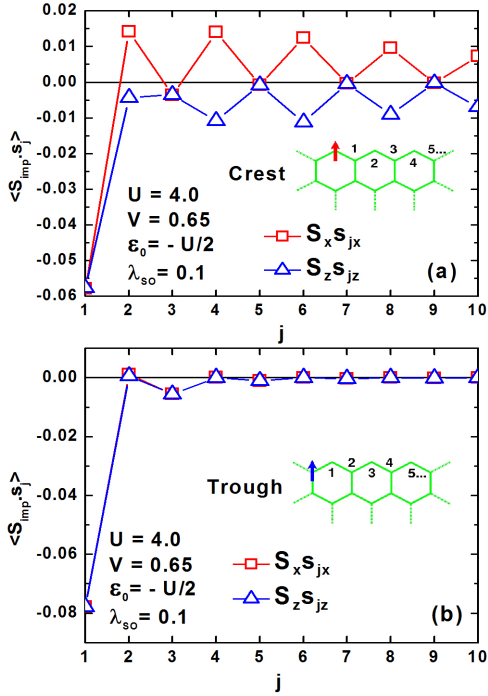 0.02
0.01
0.00
-0.01
-0.02
-0.03
-0.04
-0.05
-0.06
<S_imp.s_j>
1 2 3 4 5 6 7 8 9 10
j
1 3 5...
2 4
Crest
U = 4.0
V = 0.65
ε₀= - U/2
λ_so= 0.1
S_x s_jx
S_z s_jz
(a)
0.00
-0.02
-0.04
-0.06
-0.08
<S_imp.s_j>
1 2 3 4 5 6 7 8 9 10
j
2 4
1 3 5...
Trough
U = 4.0
V = 0.65
ε₀= - U/2
λ_so= 0.1
S_x s_jx
S_z s_jz
(b)